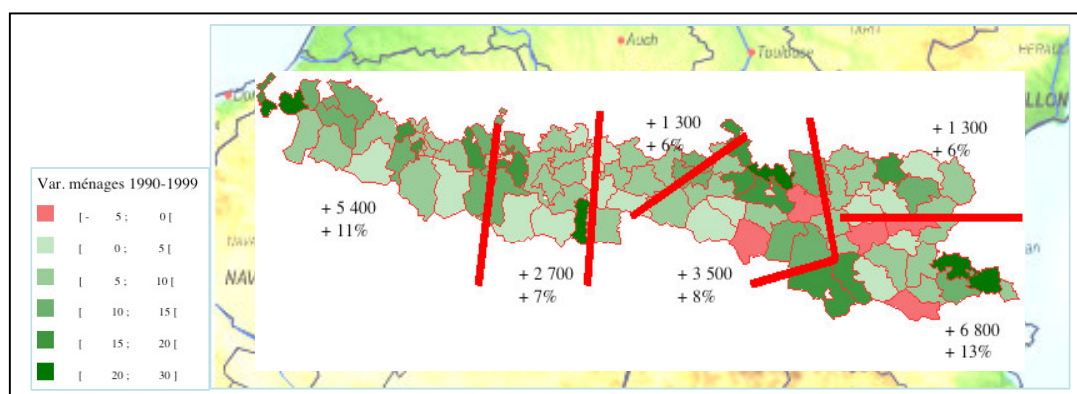 Auch
Toulouse
TARN
HERAUL
LLON
+ 1 300
+ 6%
+ 1 300
+ 6%
Var. ménages 1990-1999
[ - 5 ; 0 [
[ 0 ; 5 [
[ 5 ; 10 [
[ 10 ; 15 [
[ 15 ; 20 [
[ 20 ; 30 ]
+ 5 400
+ 11%
NAV
+ 2 700
+ 7%
+ 3 500
+ 8%
+ 6 800
+ 13%